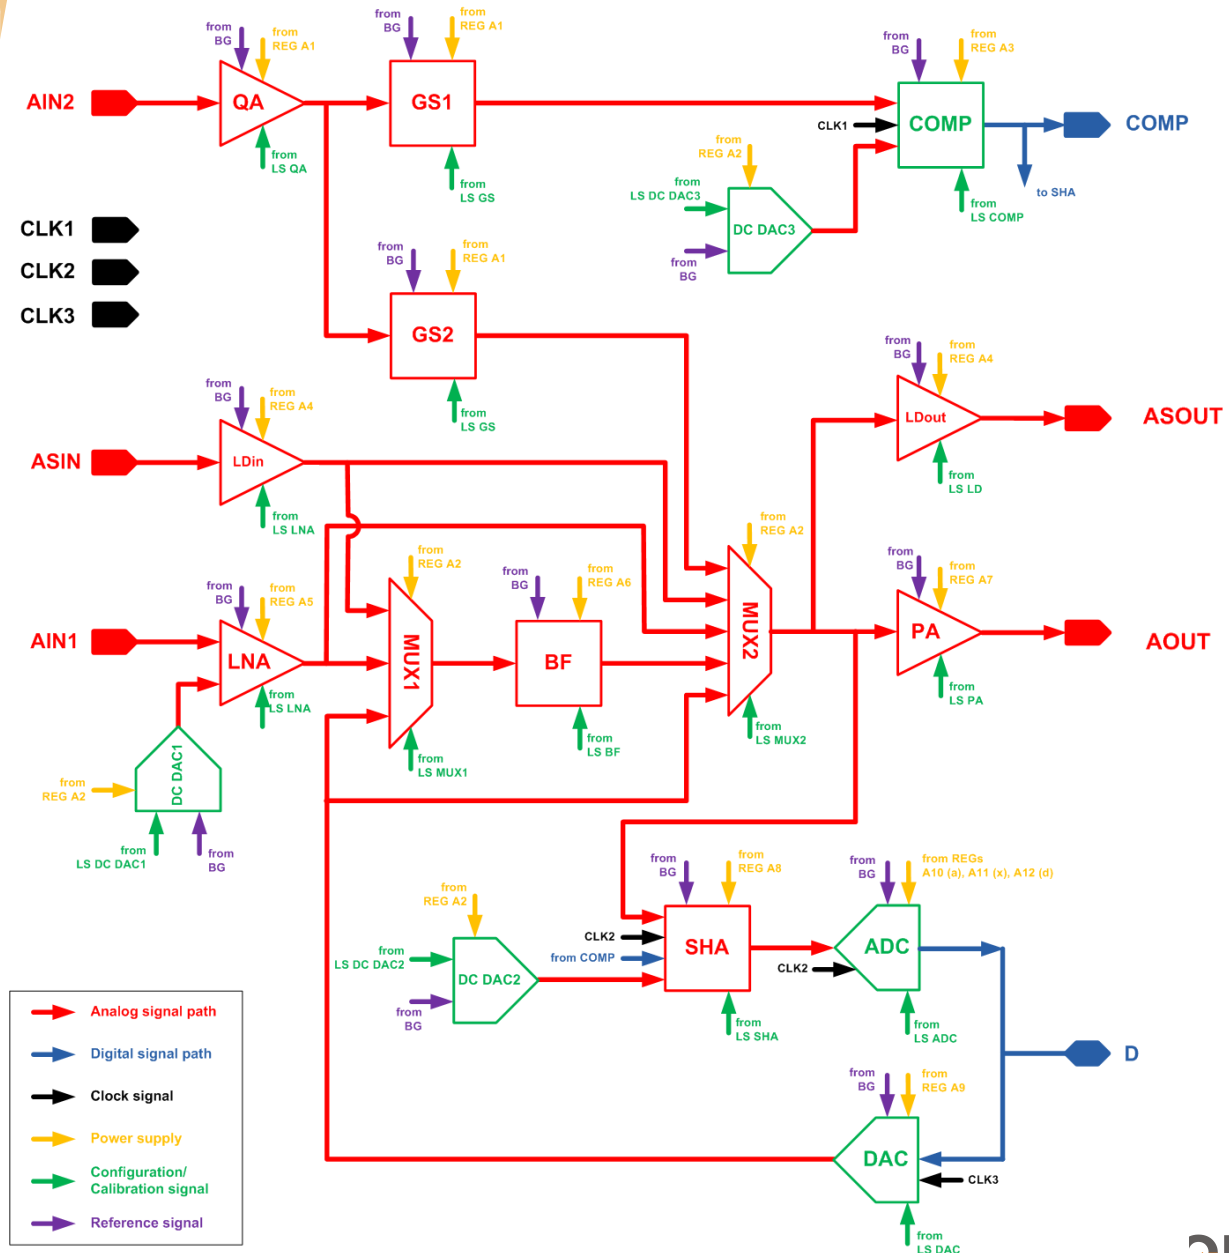 from
BG
from
REG A1
AIN2
QA
from
LS QA
from
BG
from
REG A1
GS1
from
LS GS
from
BG
from
REG A3
CLK1
COMP
COMP
to SHA
from
LS COMP
from
REG A2
from
LS DC DAC3
DC DAC3
from
BG
CLK1
CLK2
CLK3
from
BG
from
REG A1
GS2
from
LS GS
from
BG
from
REG A4
ASIN
LDin
from
LS LNA
from
BG
from
REG A4
LDout
ASOUT
from
LS LD
from
BG
from
REG A5
AIN1
LNA
from
LS LNA
from
REG A2
MUX1
from
LS MUX1
from
BG
from
REG A6
BF
from
LS BF
from
REG A2
MUX2
from
LS MUX2
from
BG
from
REG A7
PA
AOUT
from
LS PA
DC DAC1
from
REG A2
from
LS DC DAC1
from
BG
from
REG A2
from
LS DC DAC2
DC DAC2
from
BG
from
BG
from
REG A8
CLK2
from COMP
SHA
from
LS SHA
from
BG
from REGs
A10 (a), A11 (x), A12 (d)
ADC
CLK2
from
LS ADC
D
from
BG
from
REG A9
DAC
CLK3
from
LS DAC
Analog signal path
Digital signal path
Clock signal
Power supply
Configuration/
Calibration signal
Reference signal